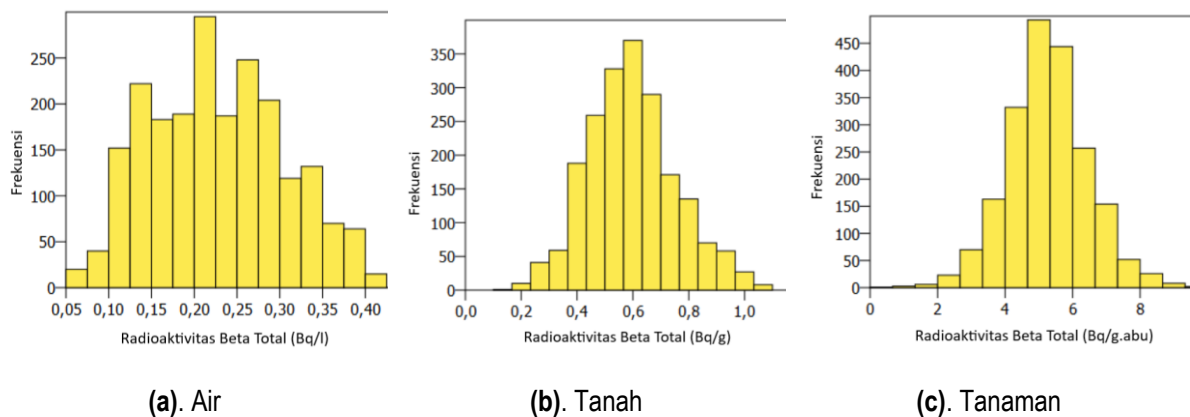 Frekuensi
250
200
150
100
50
0
0,05 0,10 0,15 0,20 0,25 0,30 0,35 0,40
Radioaktivitas Beta Total (Bq/l)
(a). Air
Frekuensi
350
300
250
200
150
100
50
0
0,0 0,2 0,4 0,6 0,8 1,0
Radioaktivitas Beta Total (Bq/g)
(b). Tanah
Frekuensi
450
400
350
300
250
200
150
100
50
0
0 2 4 6 8
Radioaktivitas Beta Total (Bq/g.abu)
(c). Tanaman